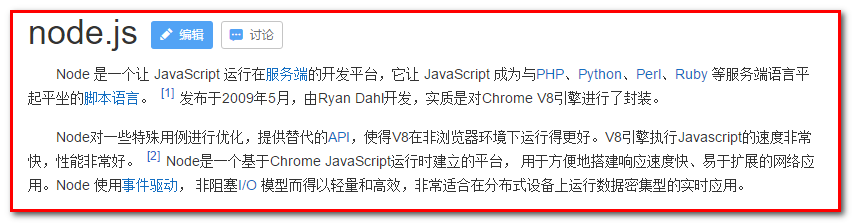 node.js 编辑 讨论
Node 是一个让 JavaScript 运行在服务端的开发平台，它让 JavaScript 成为与PHP、Python、Perl、Ruby 等服务端语言平
起平坐的脚本语言。 [1] 发布于2009年5月，由Ryan Dahl开发，实质是对Chrome V8引擎进行了封装。
Node对一些特殊用例进行优化，提供替代的API，使得V8在非浏览器环境下运行得更好。V8引擎执行Javascript的速度非常
快，性能非常好。 [2] Node是一个基于Chrome JavaScript运行时建立的平台， 用于方便地搭建响应速度快、易于扩展的网络应
用。Node 使用事件驱动， 非阻塞I/O 模型而得以轻量和高效，非常适合在分布式设备上运行数据密集型的实时应用。